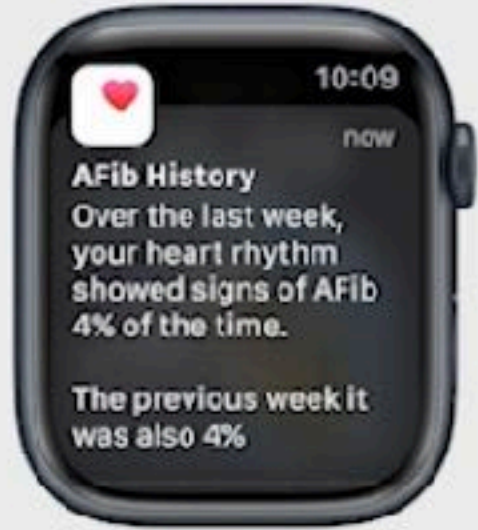 10:09
now
AFib History
Over the last week,
your heart rhythm
showed signs of AFib
4% of the time.
The previous week it
was also 4%